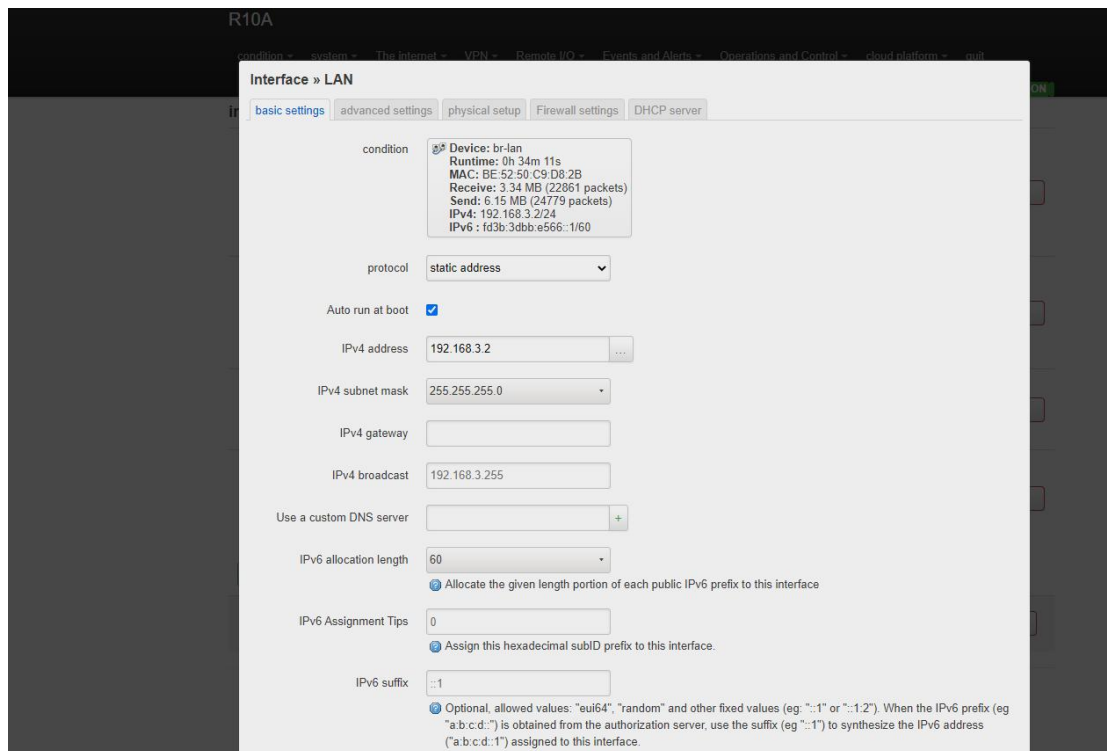 R10A
condition system The internet VPN Remote I/O Events and Alerts Operations and Control cloud platform quit
ON
Interface » LAN
basic settings advanced settings physical setup Firewall settings DHCP server
condition
Device: br-lan
Runtime: 0h 34m 11s
MAC: BE:52:50:C9:D8:2B
Receive: 3.34 MB (22861 packets)
Send: 6.15 MB (24779 packets)
IPv4: 192.168.3.2/24
IPv6 : fd3b:3dbb:e566::1/60
protocol static address
Auto run at boot
IPv4 address 192.168.3.2 ...
IPv4 subnet mask 255.255.255.0
IPv4 gateway
IPv4 broadcast 192.168.3.255
Use a custom DNS server +
IPv6 allocation length 60
Allocate the given length portion of each public IPv6 prefix to this interface
IPv6 Assignment Tips 0
Assign this hexadecimal subID prefix to this interface.
IPv6 suffix ::1
Optional, allowed values: "eui64", "random" and other fixed values (eg: "::1" or "::1:2"). When the IPv6 prefix (eg
"a:b:c:d::") is obtained from the authorization server, use the suffix (eg "::1") to synthesize the IPv6 address
("a:b:c:d::1") assigned to this interface.